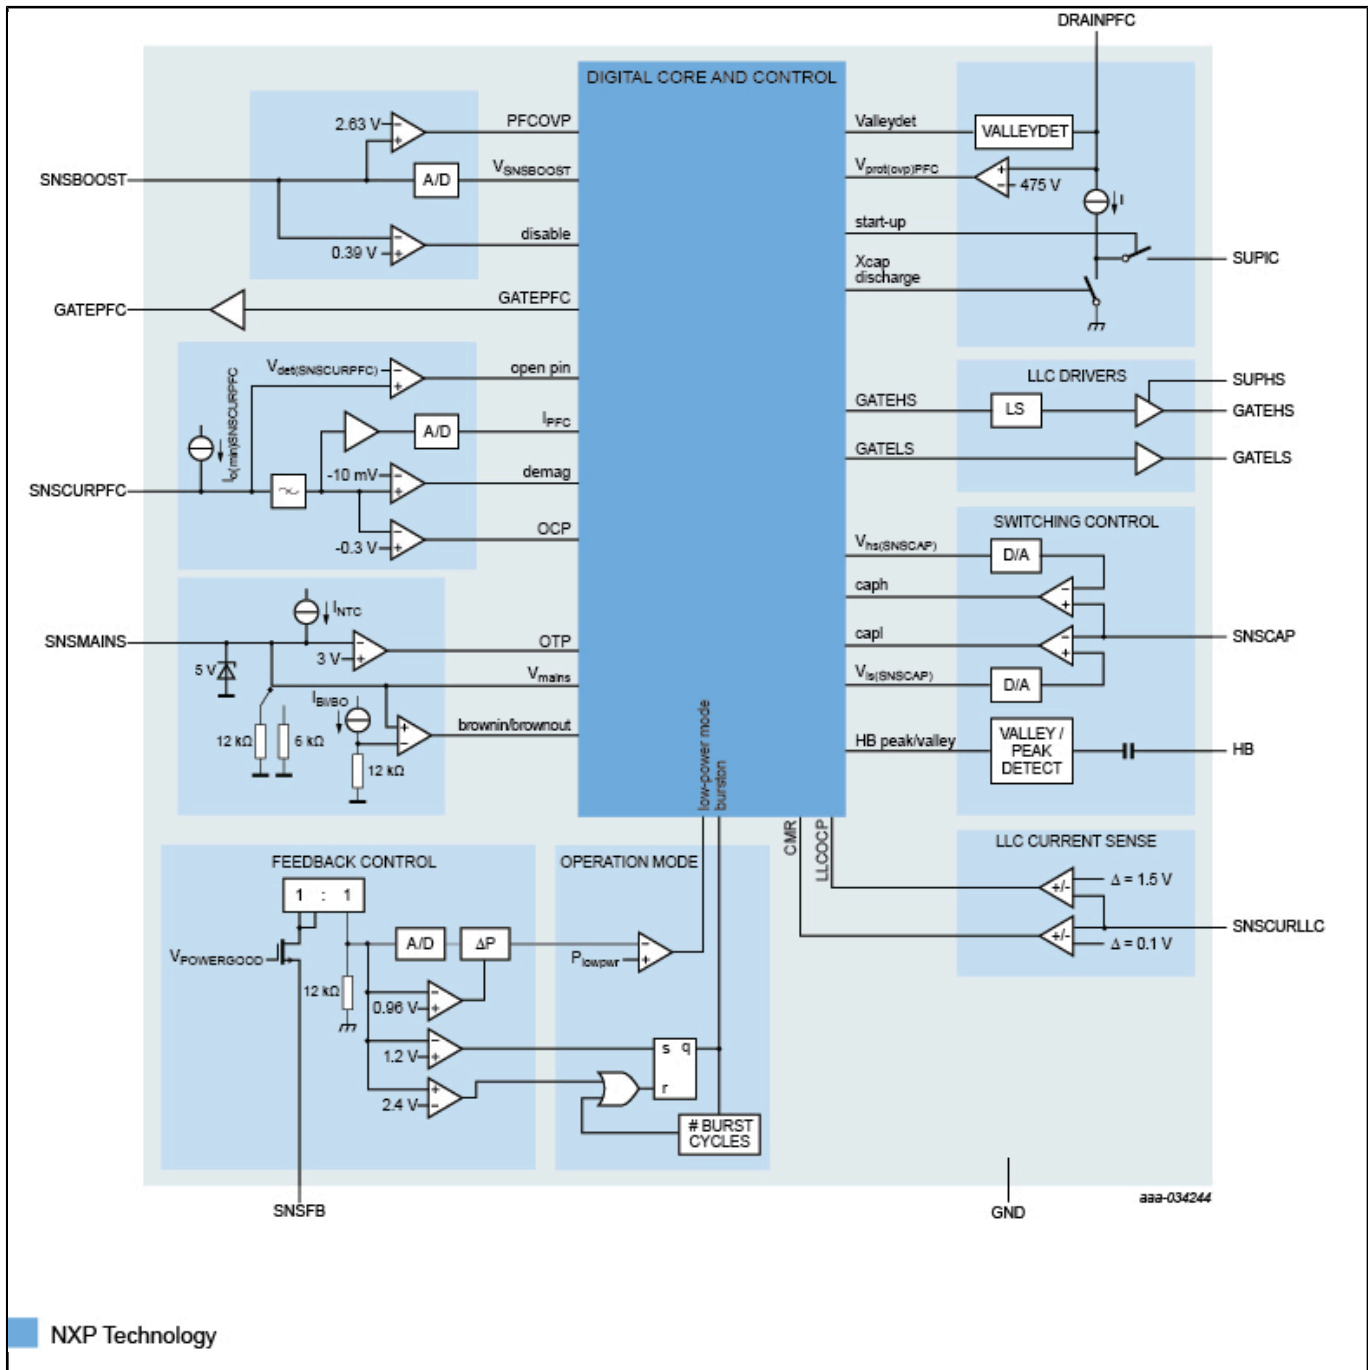 DRAINPFC
DIGITAL CORE AND CONTROL
2.63 V
−
+
PFCOVP
SNSBOOST
A/D
VSNSBOOST
−
+
0.39 V
disable
GATEPFC
GATEPFC
Valleydet
VALLEYDET
Vprot(ovp)PFC
+
−
475 V
I
start-up
SUPIC
Xcap
discharge
Vdet(SNSCURPFC)
−
+
open pin
Io(min)SNSCURPFC
A/D
IPFC
SNSCURPFC
-10 mV
−
+
demag
−
+
-0.3 V
OCP
LLC DRIVERS
SUPHS
GATEHS
LS
GATEHS
GATELS
GATELS
SWITCHING CONTROL
Vhs(SNSCAP)
D/A
caph
−
+
capl
−
+
SNSCAP
Vls(SNSCAP)
D/A
HB peak/valley
VALLEY /
PEAK
DETECT
HB
INTC
SNSMAINS
−
+
3 V
OTP
5 V
Vmains
IBI/BO
+
−
brownin/brownout
12 kΩ
6 kΩ
12 kΩ
low-power mode
burston
CMR
LLCOCP
FEEDBACK CONTROL
1 : 1
A/D
ΔP
VPOWERGOOD
12 kΩ
−
+
0.96 V
−
+
1.2 V
+
−
2.4 V
SNSFB
OPERATION MODE
−
+
Plowpwr
s q
r
# BURST
CYCLES
LLC CURRENT SENSE
+/-
Δ = 1.5 V
SNSCURLLC
+/-
Δ = 0.1 V
GND
aaa-034244
NXP Technology